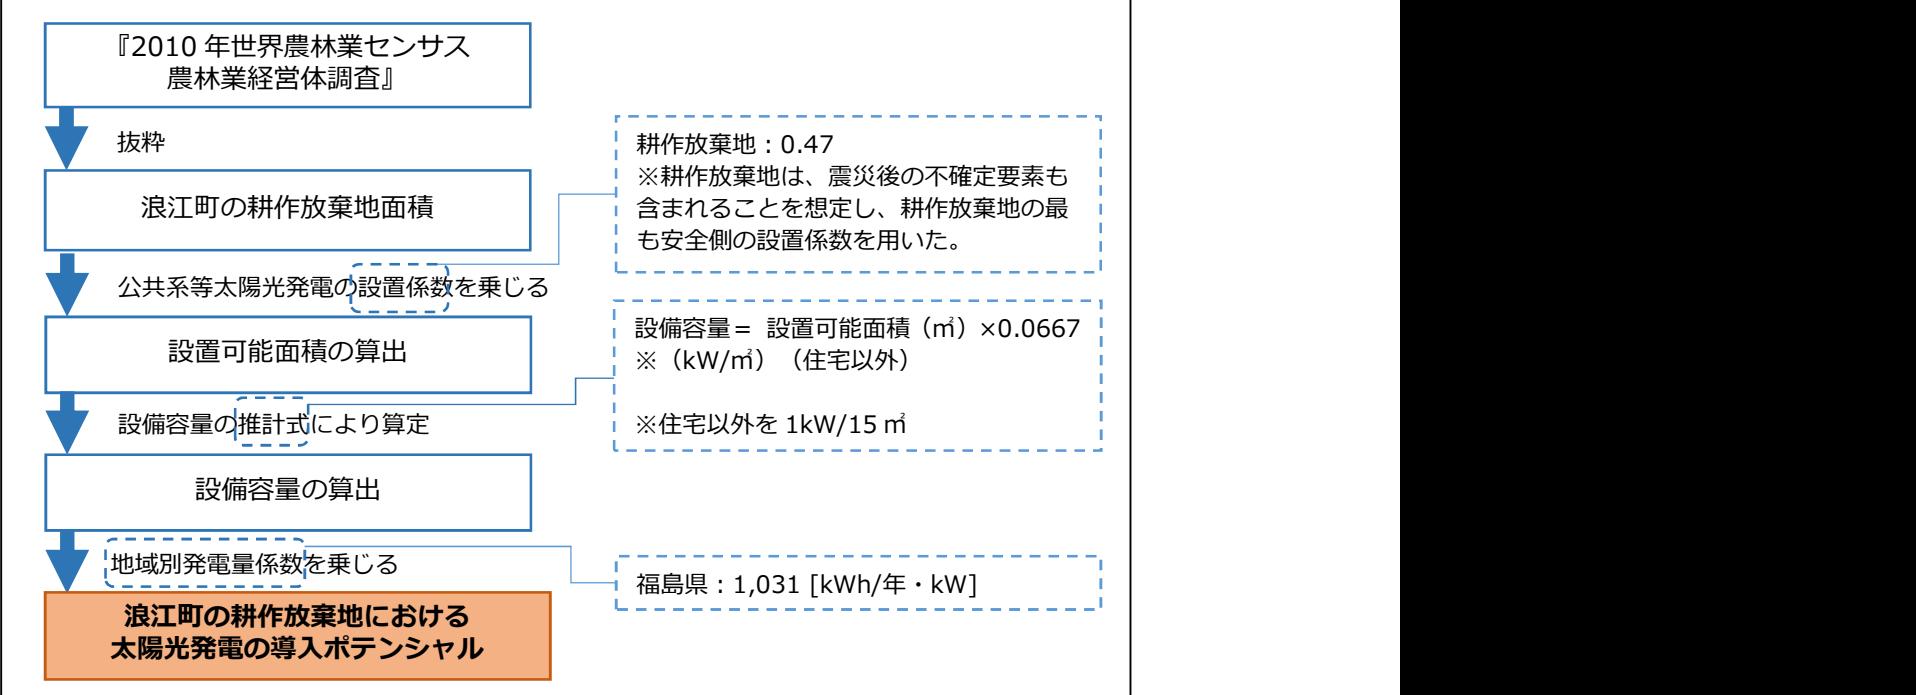 『2010 年世界農林業センサス
農林業経営体調査』
抜粋
浪江町の耕作放棄地面積
耕作放棄地：0.47
※耕作放棄地は、震災後の不確定要素も
含まれることを想定し、耕作放棄地の最
も安全側の設置係数を用いた。
公共系等太陽光発電の設置係数を乗じる
設置可能面積の算出
設備容量＝ 設置可能面積（㎡）×0.0667
※（kW/㎡）（住宅以外）
※住宅以外を 1kW/15 ㎡
設備容量の推計式により算定
設備容量の算出
地域別発電量係数を乗じる
福島県：1,031 [kWh/年・kW]
浪江町の耕作放棄地における
太陽光発電の導入ポテンシャル